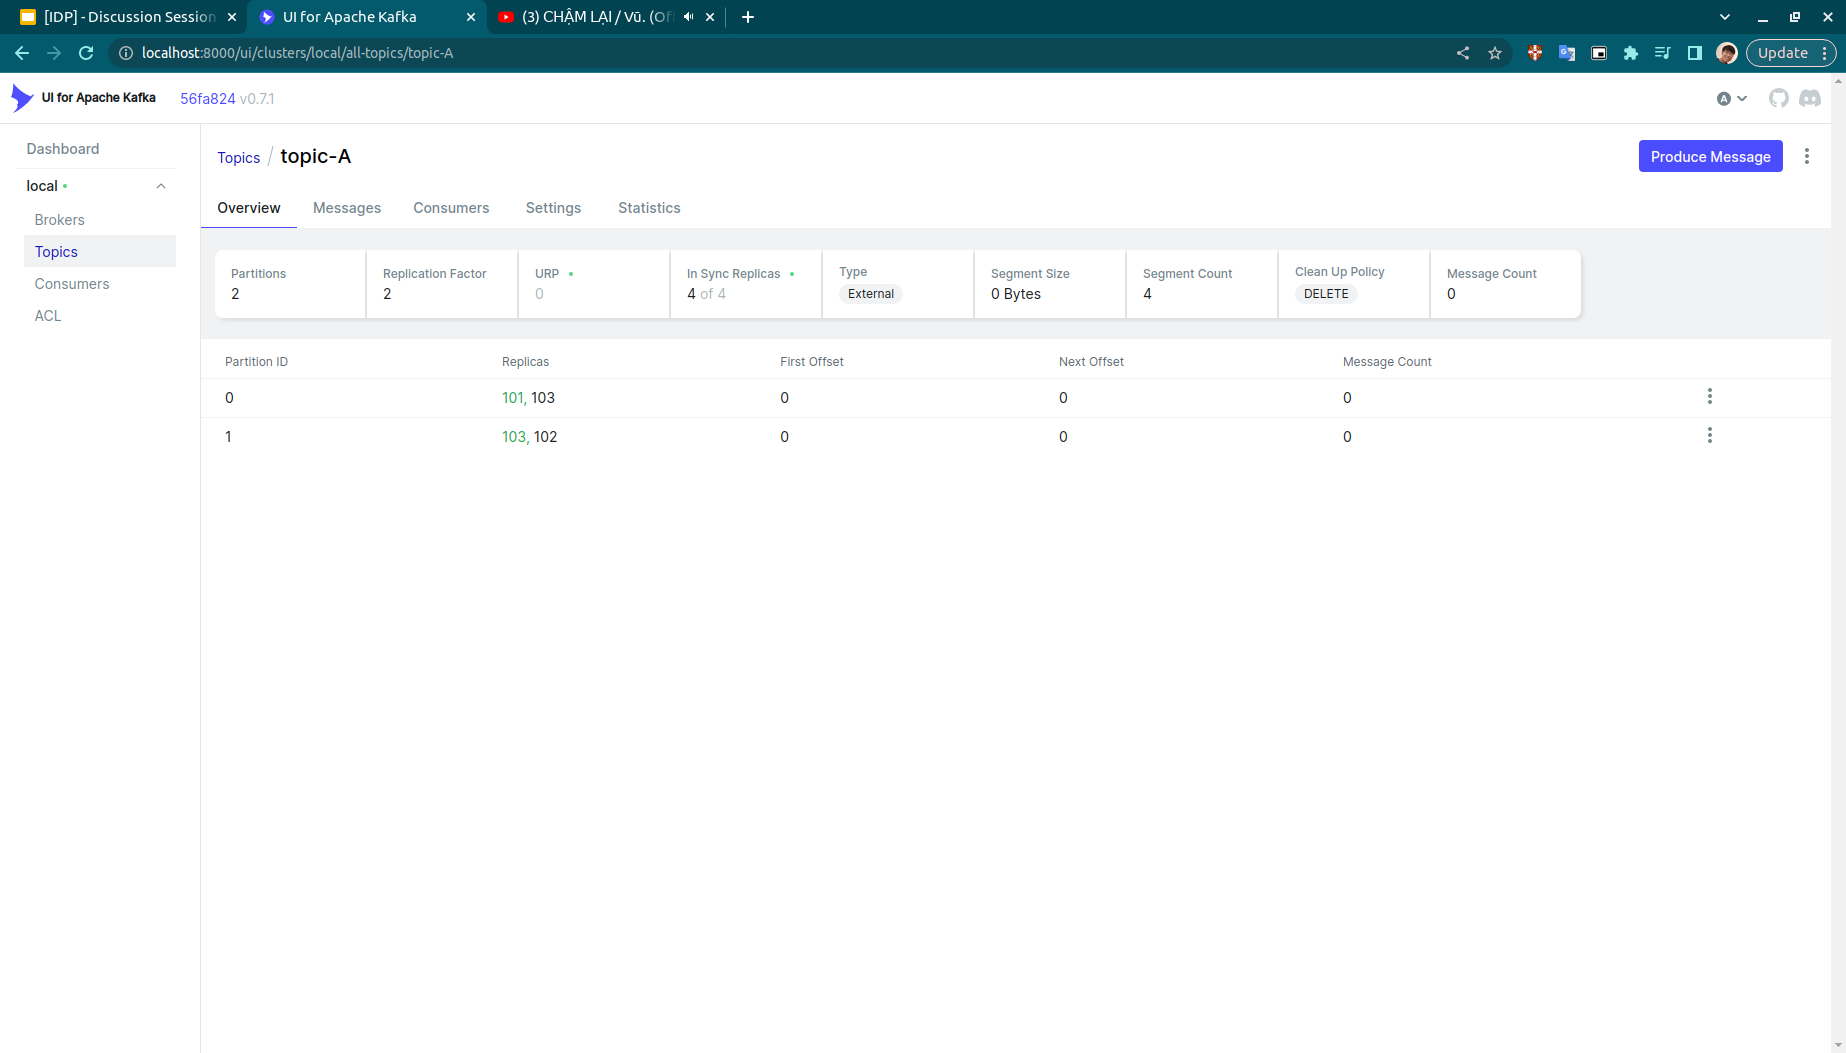 [IDP] - Discussion Session
UI for Apache Kafka
(3) CHẬM LẠI / Vũ. (Of
localhost:8000/ui/clusters/local/all-topics/topic-A
Update
UI for Apache Kafka
56fa824 v0.7.1
A
Dashboard
local
Brokers
Topics
Consumers
ACL
Topics / topic-A
Produce Message
Overview Messages Consumers Settings Statistics
Partitions Replication Factor URP In Sync Replicas Type Segment Size Segment Count Clean Up Policy Message Count
2 2 0 4 of 4 External 0 Bytes 4 DELETE 0
Partition ID Replicas First Offset Next Offset Message Count
0 101, 103 0 0 0
1 103, 102 0 0 0